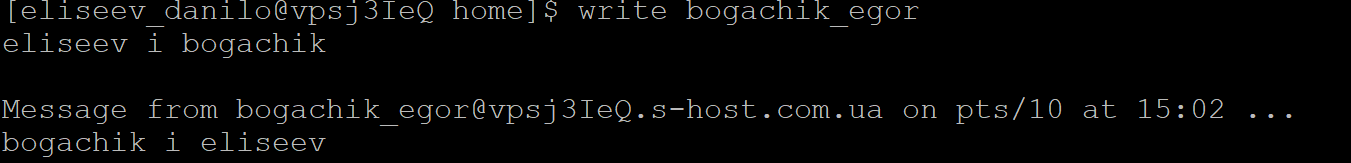 [eliseev_danilo@vpsj3IeQ home]$ write bogachik_egor
eliseev i bogachik
Message from bogachik_egor@vpsj3IeQ.s-host.com.ua on pts/10 at 15:02 ...
bogachik i eliseev